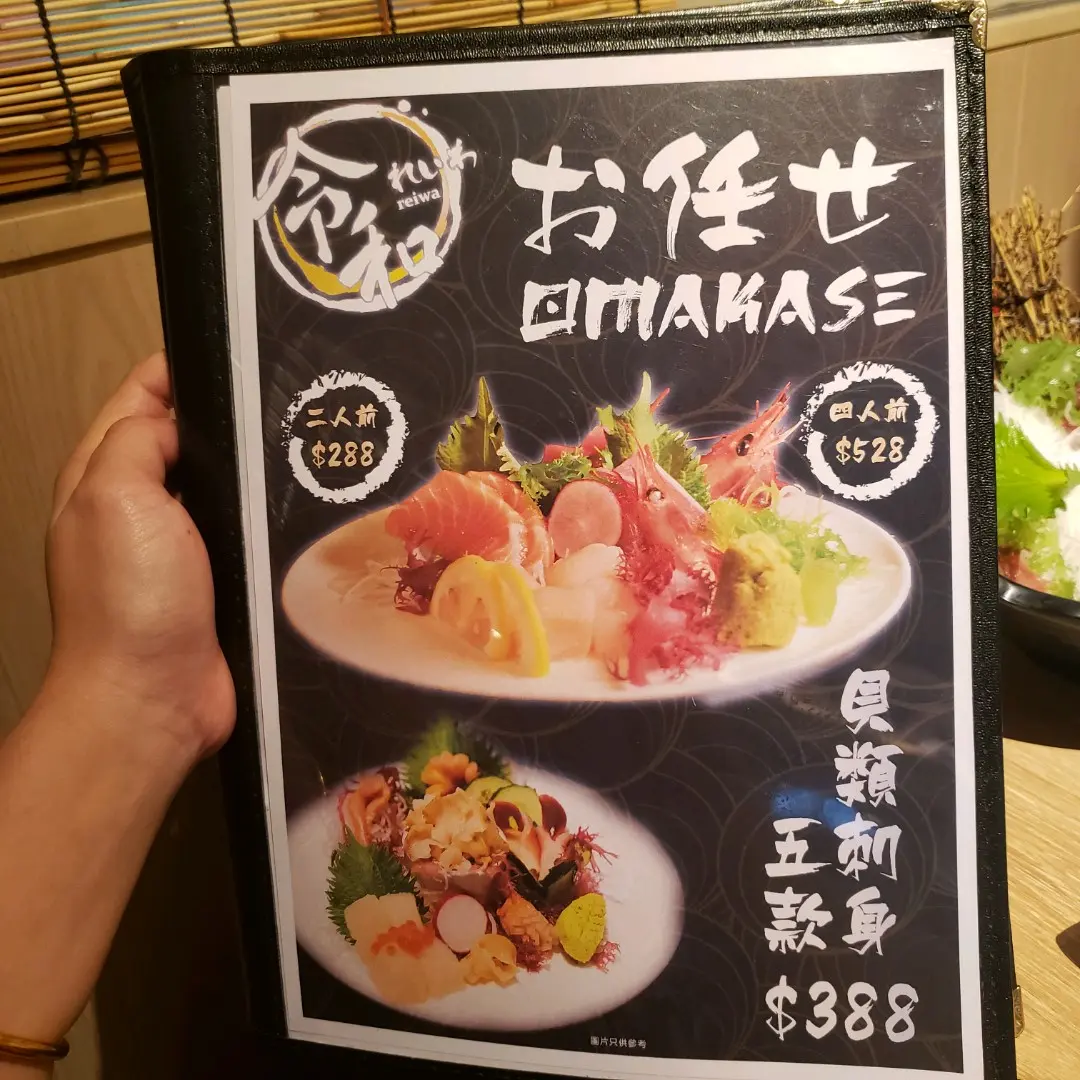 令和
れいわ
reiwa
お任せ
OMAKASE
二人前
$288
四人前
$528
貝類刺身
五款
$388
圖片只供參考